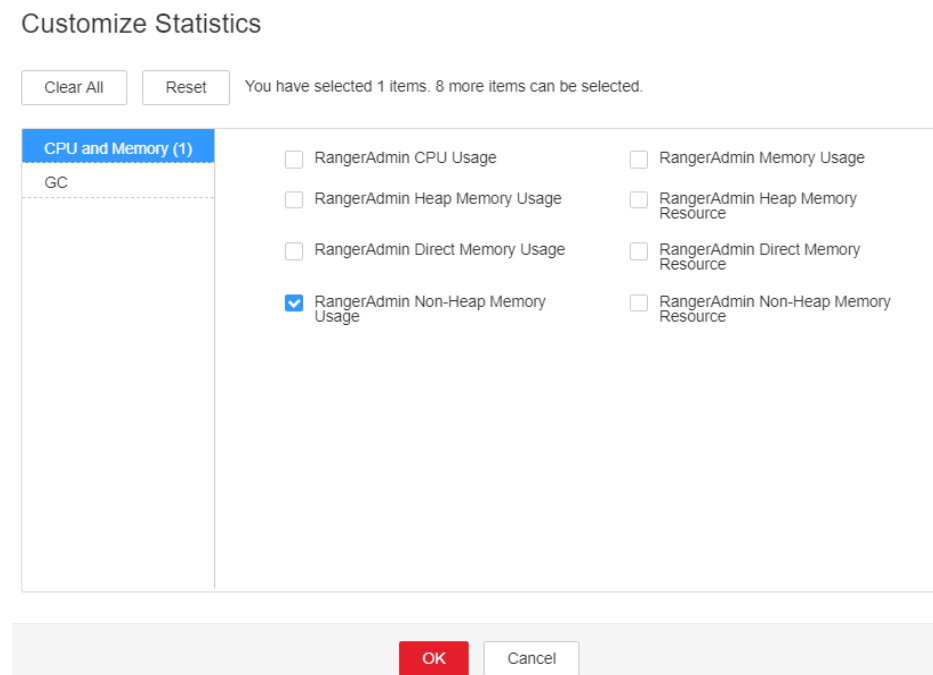 Customize Statistics
Clear All
Reset
You have selected 1 items. 8 more items can be selected.
CPU and Memory (1)
GC
RangerAdmin CPU Usage
RangerAdmin Memory Usage
RangerAdmin Heap Memory Usage
RangerAdmin Heap Memory
Resource
RangerAdmin Direct Memory Usage
RangerAdmin Direct Memory
Resource
RangerAdmin Non-Heap Memory
Usage
RangerAdmin Non-Heap Memory
Resource
OK
Cancel